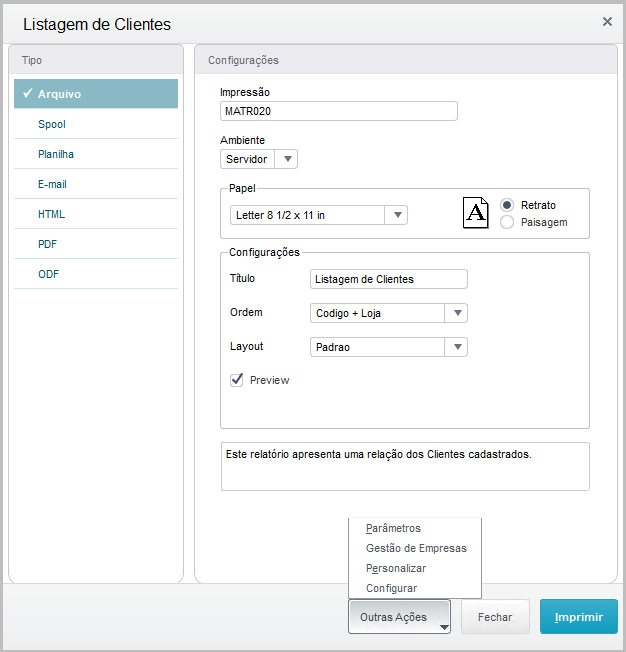 Listagem de Clientes
Tipo
Arquivo
Spool
Planilha
E-mail
HTML
PDF
ODF
Configurações
Impressão
MATR020
Ambiente
Servidor
Papel
Letter 8 1/2 x 11 in
A
Retrato
Paisagem
Configurações
Título
Listagem de Clientes
Ordem
Codigo + Loja
Layout
Padrao
Preview
Este relatório apresenta uma relação dos Clientes cadastrados.
Parâmetros
Gestão de Empresas
Personalizar
Configurar
Outras Ações
Fechar
Imprimir